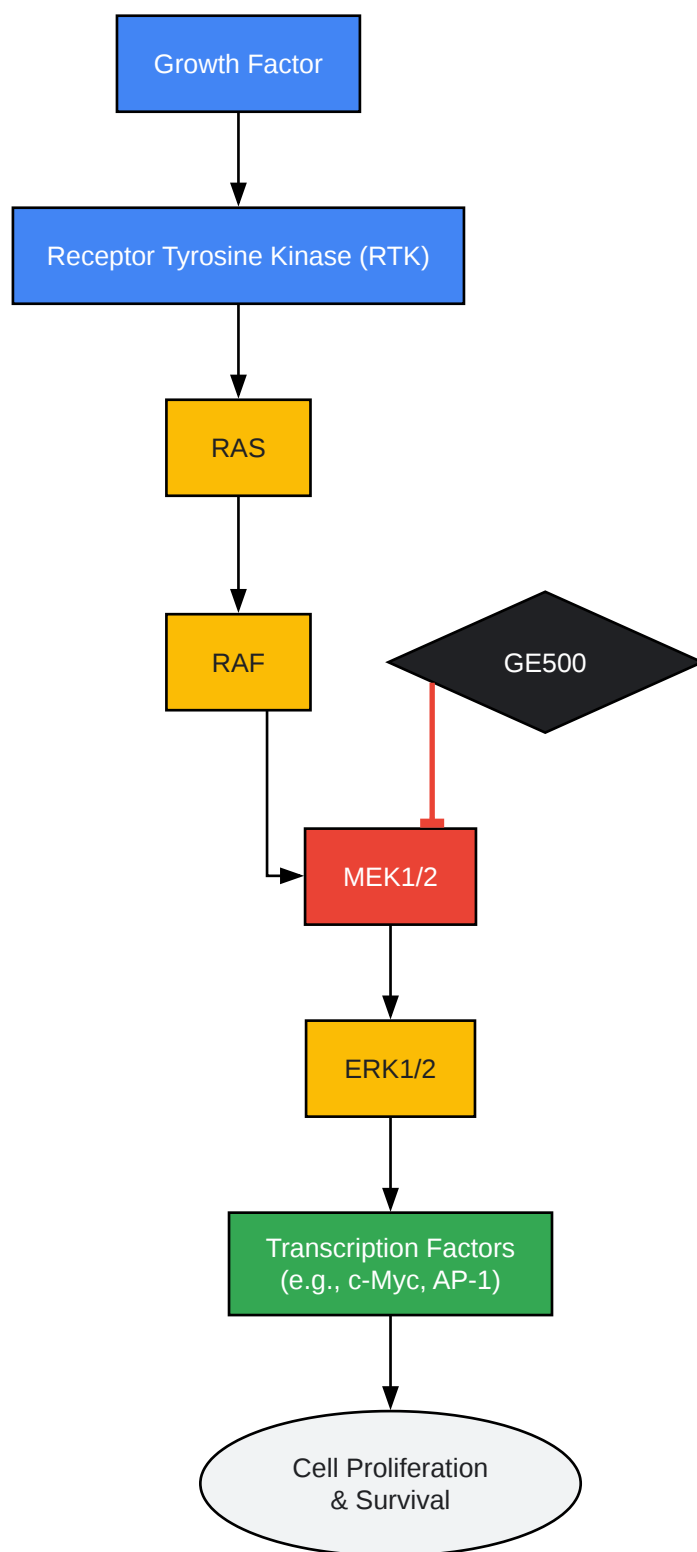 Growth Factor
Receptor Tyrosine Kinase (RTK)
RAS
RAF
GE500
MEK1/2
ERK1/2
Transcription Factors
(e.g., c-Myc, AP-1)
Cell Proliferation
& Survival